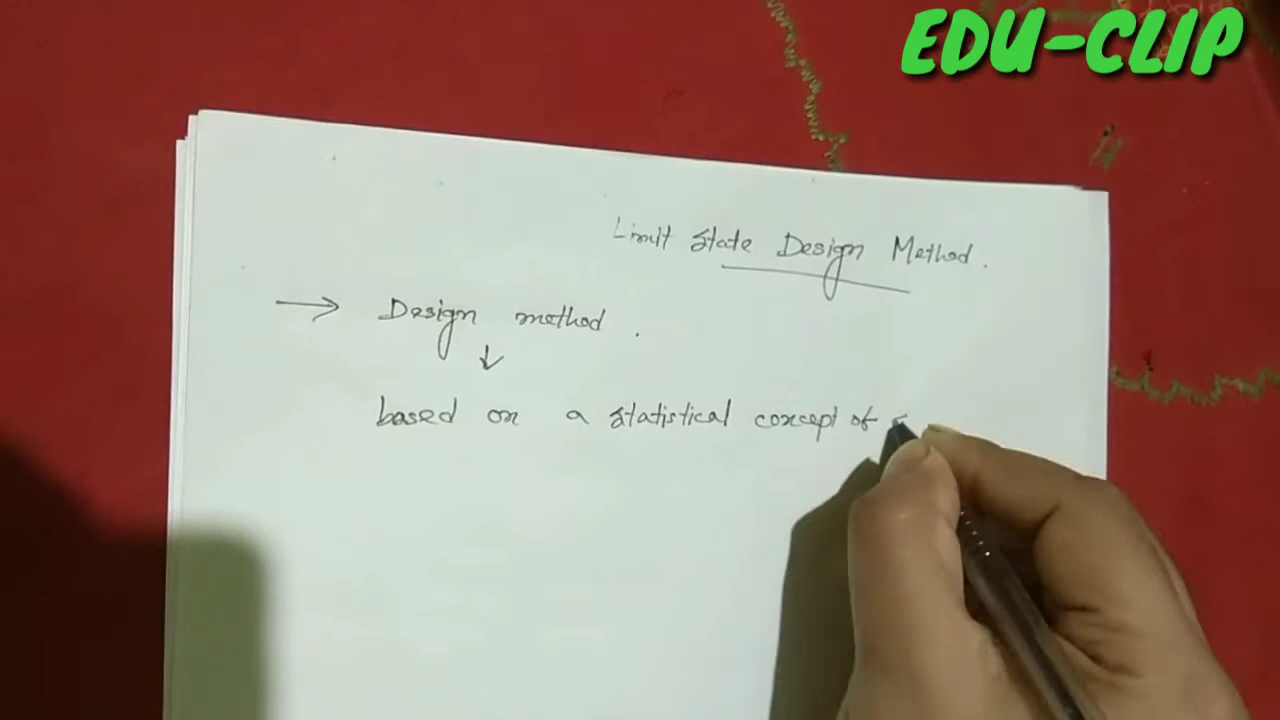 EDU-CLIP
Limit State Design Method.
→ Design method.
↓
based on a statistical concept of